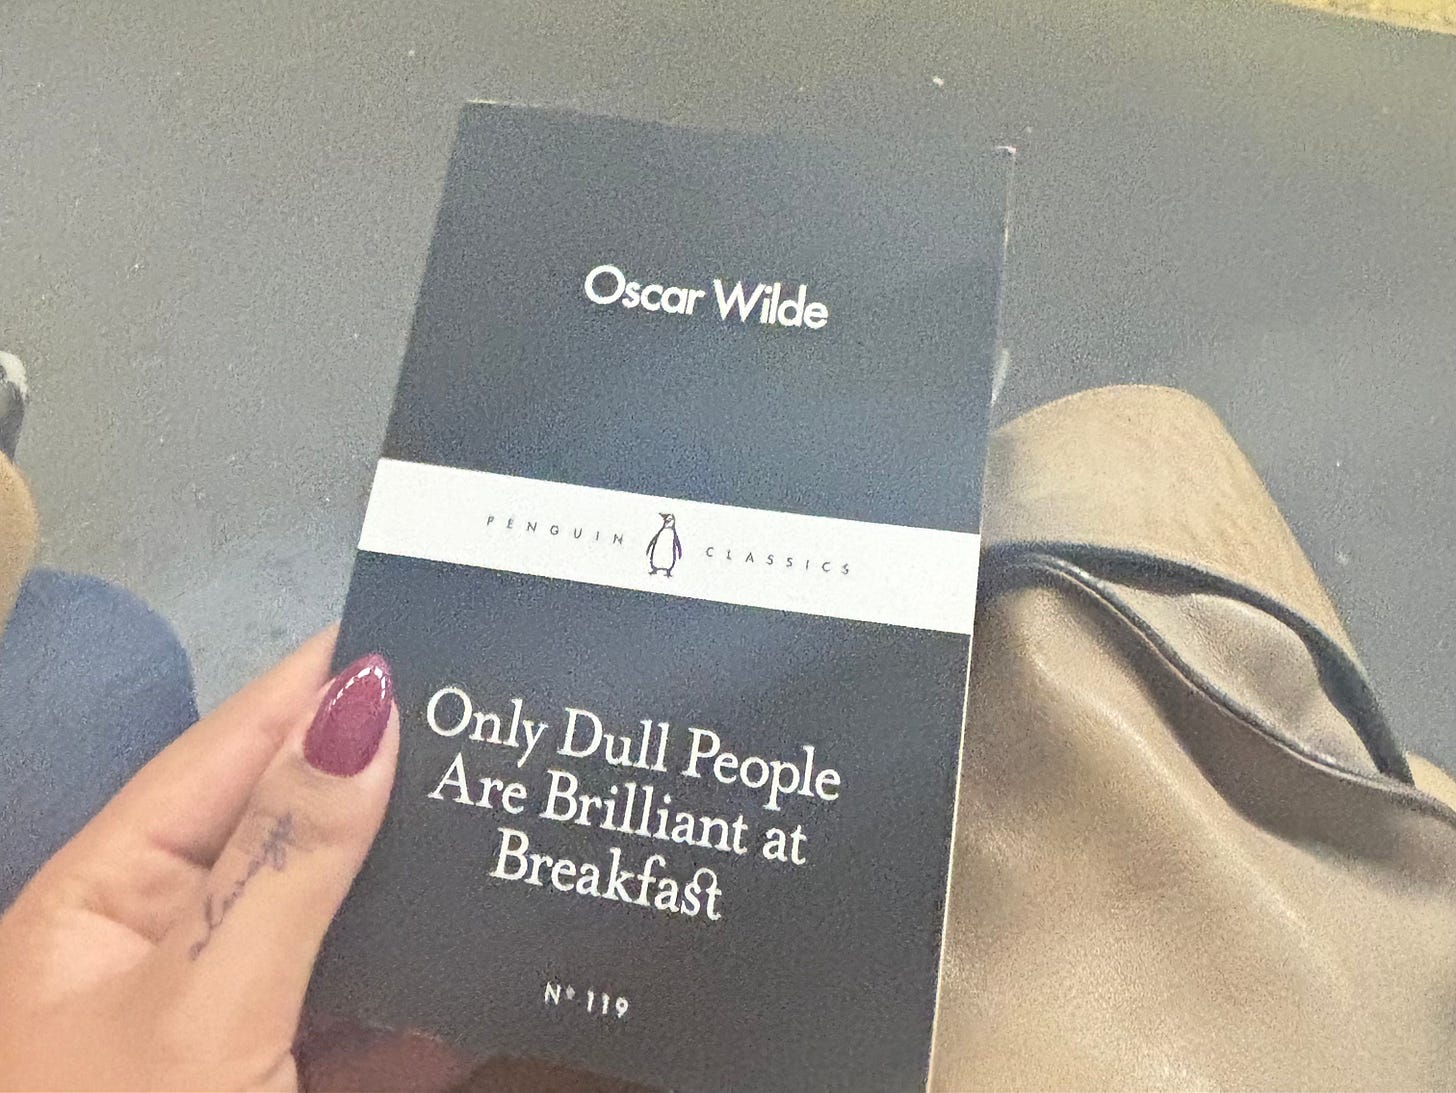 Oscar Wilde
PENGUIN CLASSICS
Only Dull People
Are Brilliant at
Breakfast
Nº 119